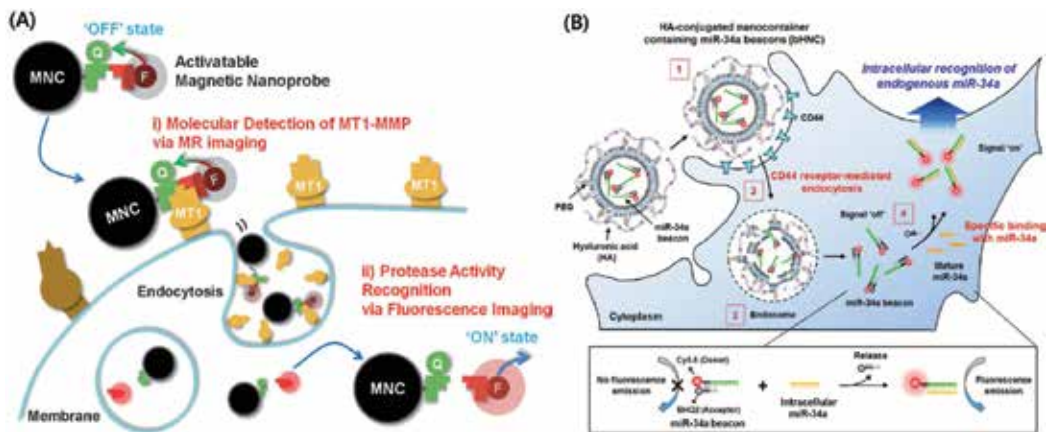 (A)
'OFF' state
Q
MNC
F
Activatable
Magnetic Nanoprobe
i) Molecular Detection of MT1-MMP
via MR imaging
Q
F
MNC
MT1
MT1
MT1
i)
Endocytosis
ii) Protease Activity
Recognition
via Fluorescence Imaging
'ON' state
MNC
Q
F
Membrane
(B)
HA-conjugated nanocontainer
containing miR-34a beacons (bHNC)
1
Intracellular recognition of
endogenous miR-34a
CD44
Signal 'on'
CD44 receptor-mediated
endocytosis
2
PEG
miR-34a
beacon
Hyaluronic acid
(HA)
Signal 'off'
4
Specific binding
with miR-34a
Mature
miR-34a
miR-34a beacon
Endosome
Cytoplasm
Cy5.5 (Donor)
Release
No fluorescence
emission
+
Intracellular
miR-34a
Fluorescence
emission
BHQ2 (Acceptor)
miR-34a beacon